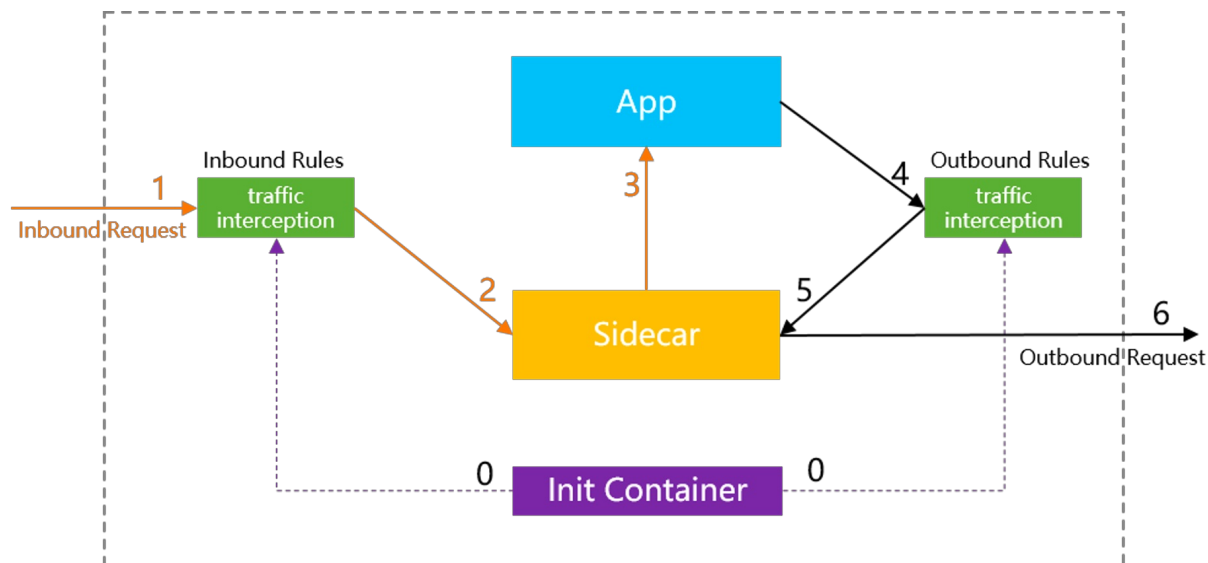 App
Inbound Rules
Outbound Rules
1
traffic
interception
3
4
traffic
interception
Inbound Request
2
5
Sidecar
6
Outbound Request
0
Init Container
0